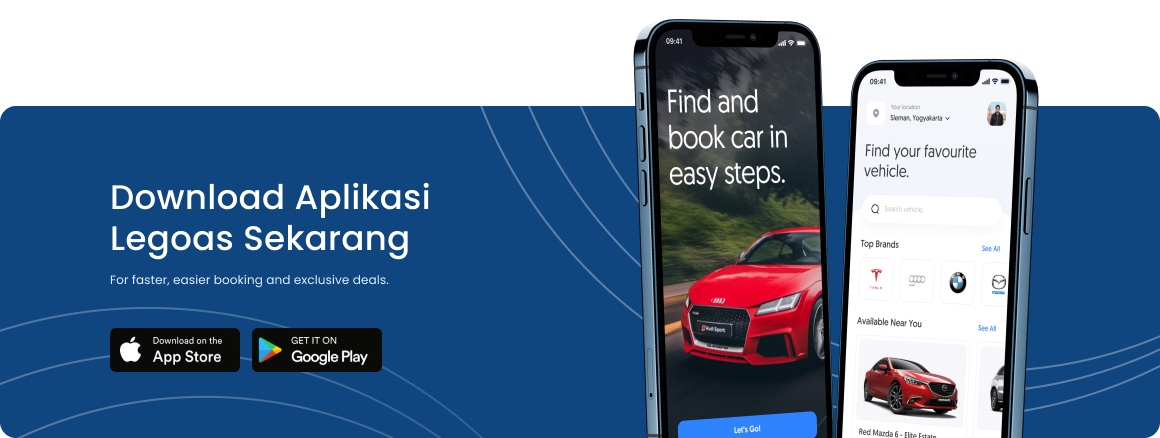 Download Aplikasi
Legoas Sekarang
For faster, easier booking and exclusive deals.
Download on the
App Store
GET IT ON
Google Play
09:41
Find and
book car in
easy steps.
Audi Sport
Let's Go!
09:41
Your location
Sleman, Yogyakarta
Find your favourite
vehicle.
Search vehicle..
Top Brands
See All
TESLA
Available Near You
See All
Red Mazda 6 - Elite Estate